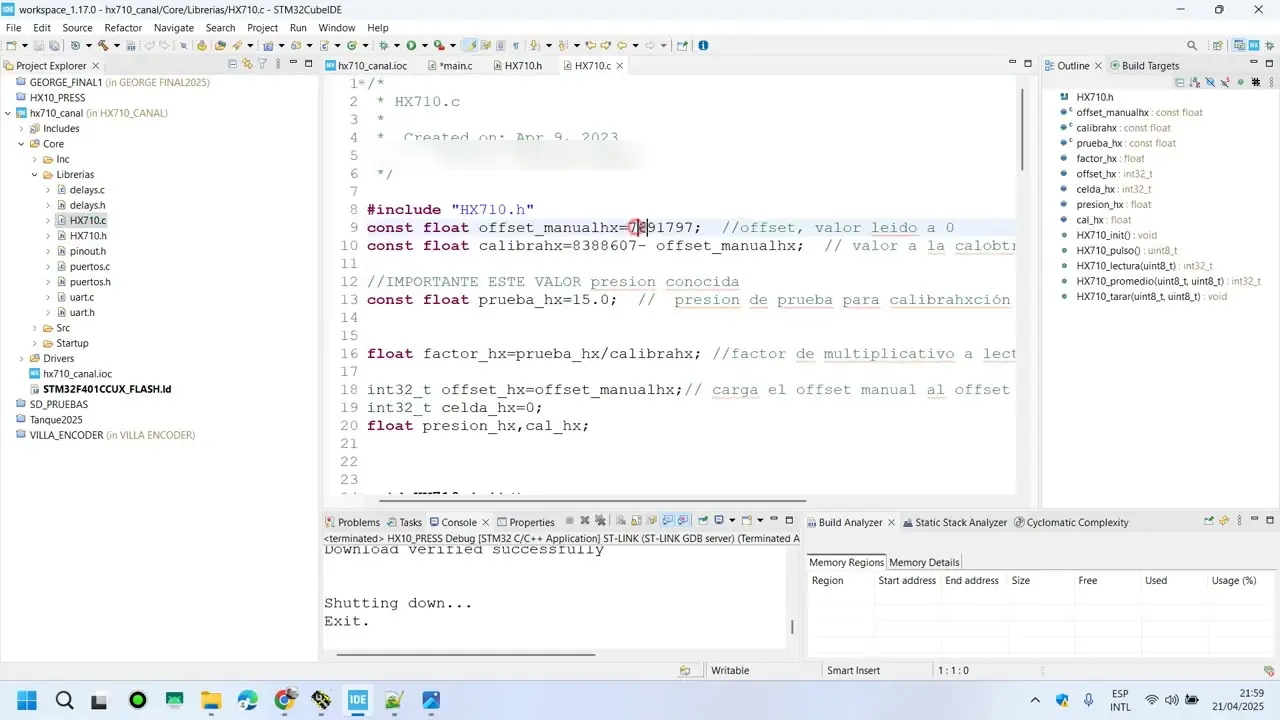 workspace_1.17.0 - hx710_canal/Core/Librerias/HX710.c - STM32CubeIDE
File Edit Source Refactor Navigate Search Project Run Window Help
Project Explorer
GEORGE_FINAL1 (in GEORGE FINAL2025)
HX10_PRESS
hx710_canal (in HX710_CANAL)
Includes
Core
Inc
Librerias
delays.c
delays.h
HX710.c
HX710.h
pinout.h
puertos.c
puertos.h
uart.c
uart.h
Src
Startup
Drivers
hx710_canal.ioc
STM32F401CCUX_FLASH.ld
SD_PRUEBAS
Tanque2025
VILLA_ENCODER (in VILLA ENCODER)
hx710_canal.ioc *main.c HX710.h HX710.c
1 /*
2 * HX710.c
3 *
4 * Created on: Apr 9, 2023
5
6 */
7
8 #include "HX710.h"
9 const float offset_manualhx= 91797; //offset, valor leido a 0
10 const float calibrahx=8388607- offset_manualhx; // valor a la calobtr
11
12 //IMPORTANTE ESTE VALOR presion conocida
13 const float prueba_hx=15.0; // presion de prueba para calibrahxción
14
15
16 float factor_hx=prueba_hx/calibrahx; //factor de multiplicativo a lect
17
18 int32_t offset_hx=offset_manualhx;// carga el offset manual al offset
19 int32_t celda_hx=0;
20 float presion_hx,cal_hx;
21
22
23
Outline Build Targets
HX710.h
offset_manualhx : const float
calibrahx : const float
prueba_hx : const float
factor_hx : float
offset_hx : int32_t
celda_hx : int32_t
presion_hx : float
cal_hx : float
HX710_init() : void
HX710_pulso() : uint8_t
HX710_lectura(uint8_t) : int32_t
HX710_promedio(uint8_t, uint8_t) : int32_t
HX710_tarar(uint8_t, uint8_t) : void
Problems Tasks Console Properties
<terminated> HX10_PRESS Debug [STM32 C/C++ Application] ST-LINK (ST-LINK GDB server) (Terminated A
Download verified successfully
Shutting down...
Exit.
Build Analyzer Static Stack Analyzer Cyclomatic Complexity
Memory Regions Memory Details
Region Start address End address Size Free Used Usage (%)
Writable Smart Insert 1 : 1 : 0
IDE
ESP
INTL
21:59
21/04/2025